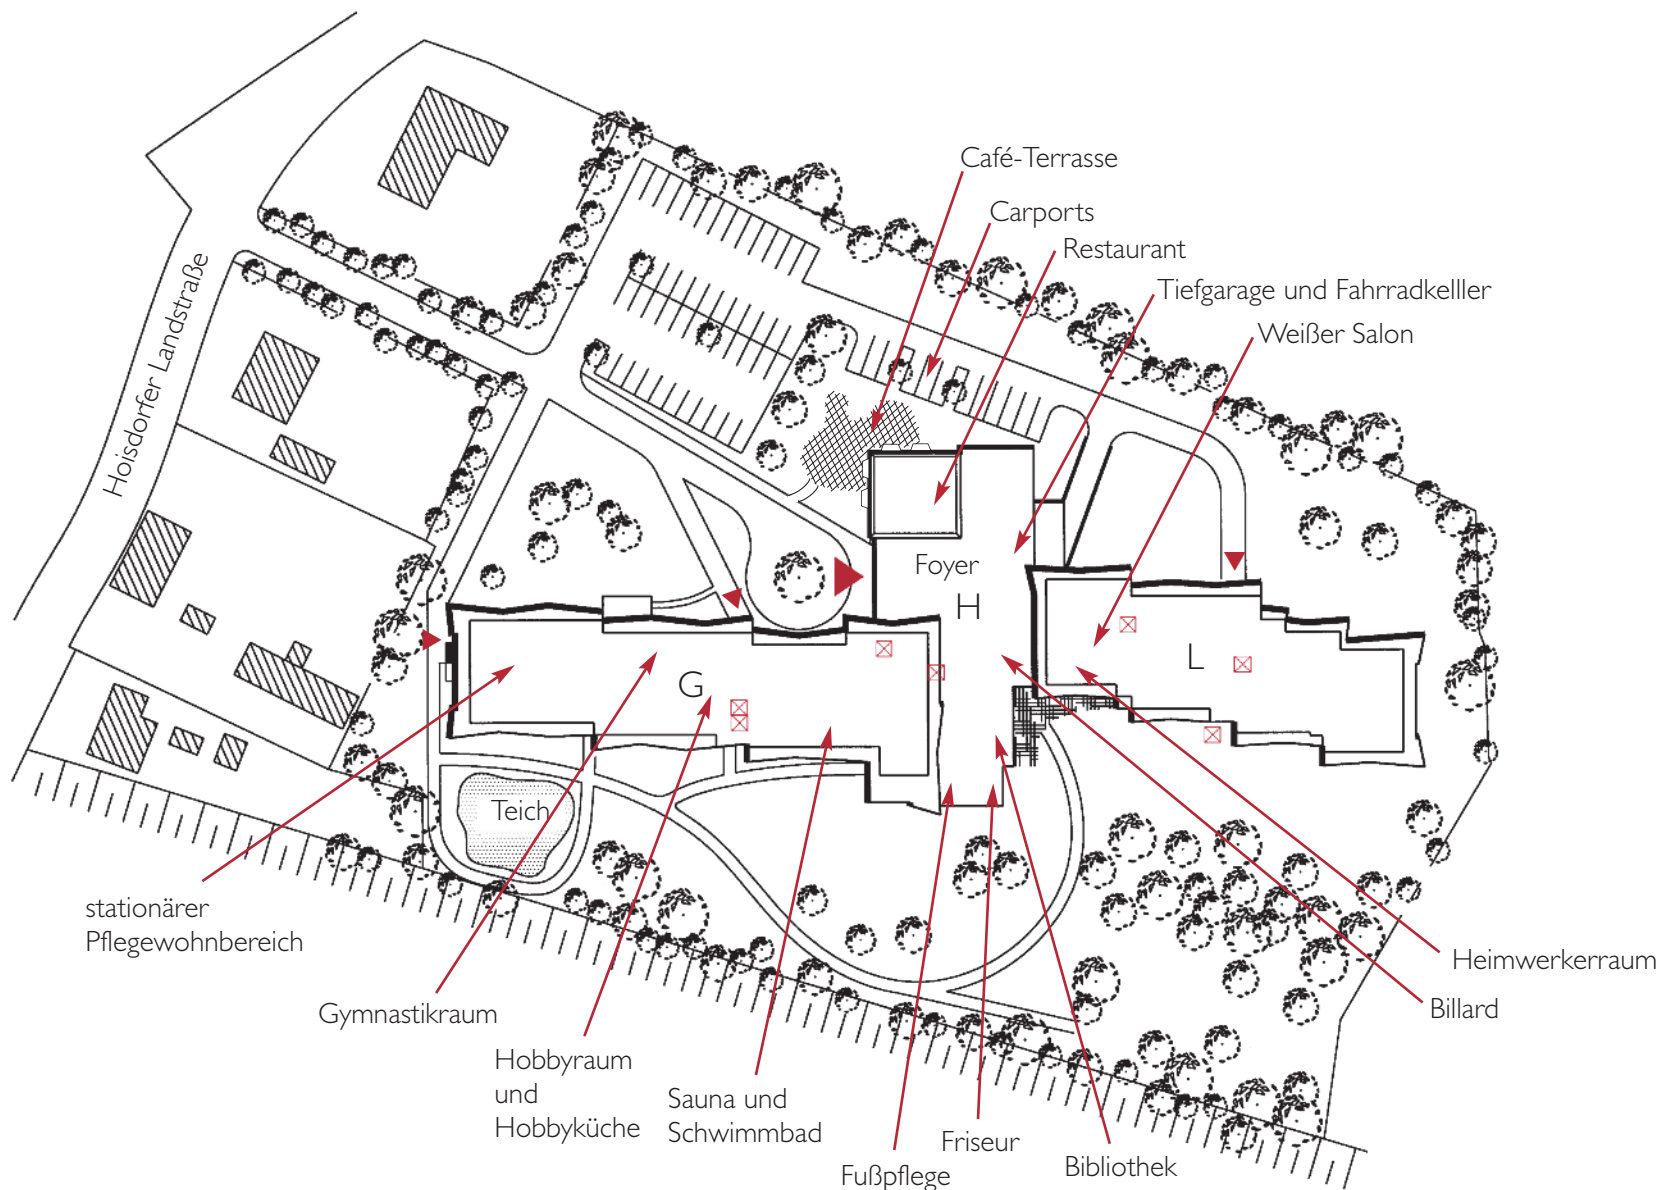 Café-Terrasse
Carports
Restaurant
Tiefgarage und Fahrradkelller
Weißer Salon
Hoisdorfer Landstraße
Foyer
H
L
G
Teich
stationärer
Pflegewohnbereich
Gymnastikraum
Hobbyraum
und
Hobbyküche
Sauna und
Schwimmbad
Fußpflege
Friseur
Bibliothek
Heimwerkerraum
Billard